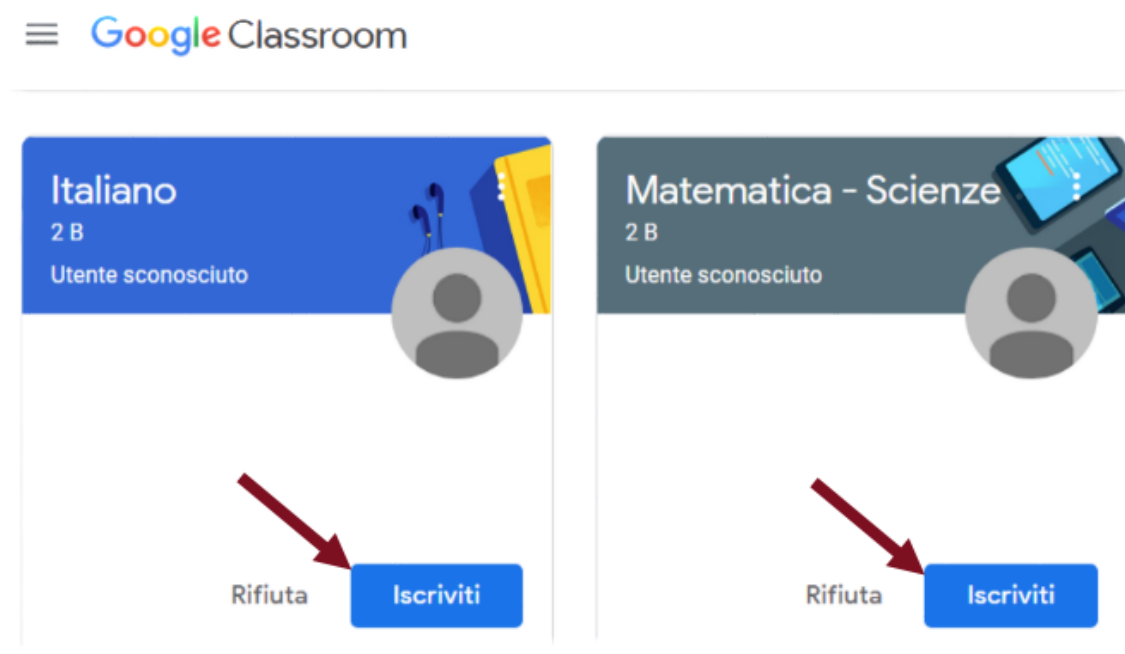 Google Classroom
Italiano
2 B
Utente sconosciuto
Rifiuta
Iscriviti
Matematica - Scienze
2 B
Utente sconosciuto
Rifiuta
Iscriviti